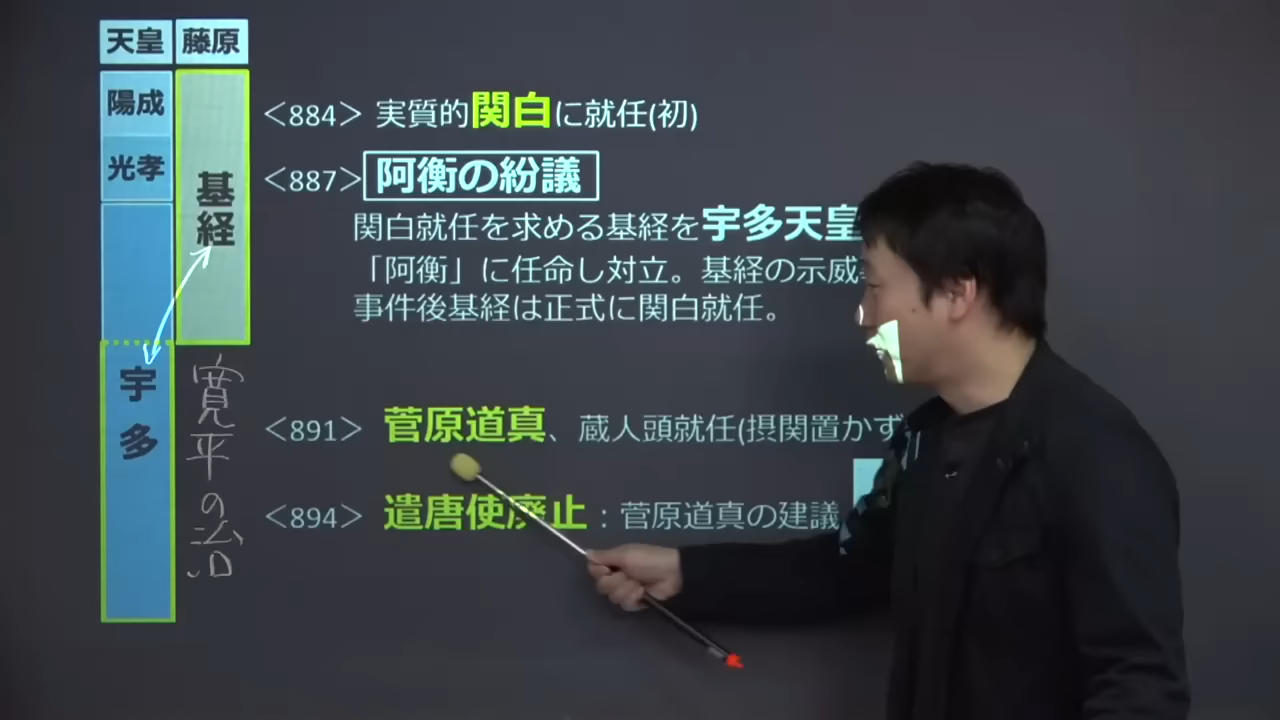 天皇 藤原
陽成
光孝
基経
宇多
寛平の治
<884> 実質的関白に就任(初)
<887> 阿衡の紛議
関白就任を求める基経を宇多天皇
「阿衡」に任命し対立。基経の示威
事件後基経は正式に関白就任。
<891> 菅原道真、蔵人頭就任(摂関置かず
<894> 遣唐使廃止：菅原道真の建議